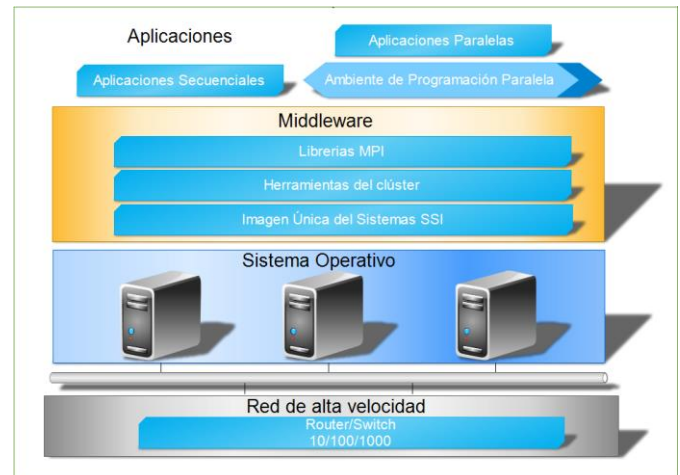 Aplicaciones
Aplicaciones Paralelas
Aplicaciones Secuenciales
Ambiente de Programación Paralela
Middleware
Librerias MPI
Herramientas del clúster
Imagen Única del Sistemas SSI
Sistema Operativo
Red de alta velocidad
Router/Switch
10/100/1000